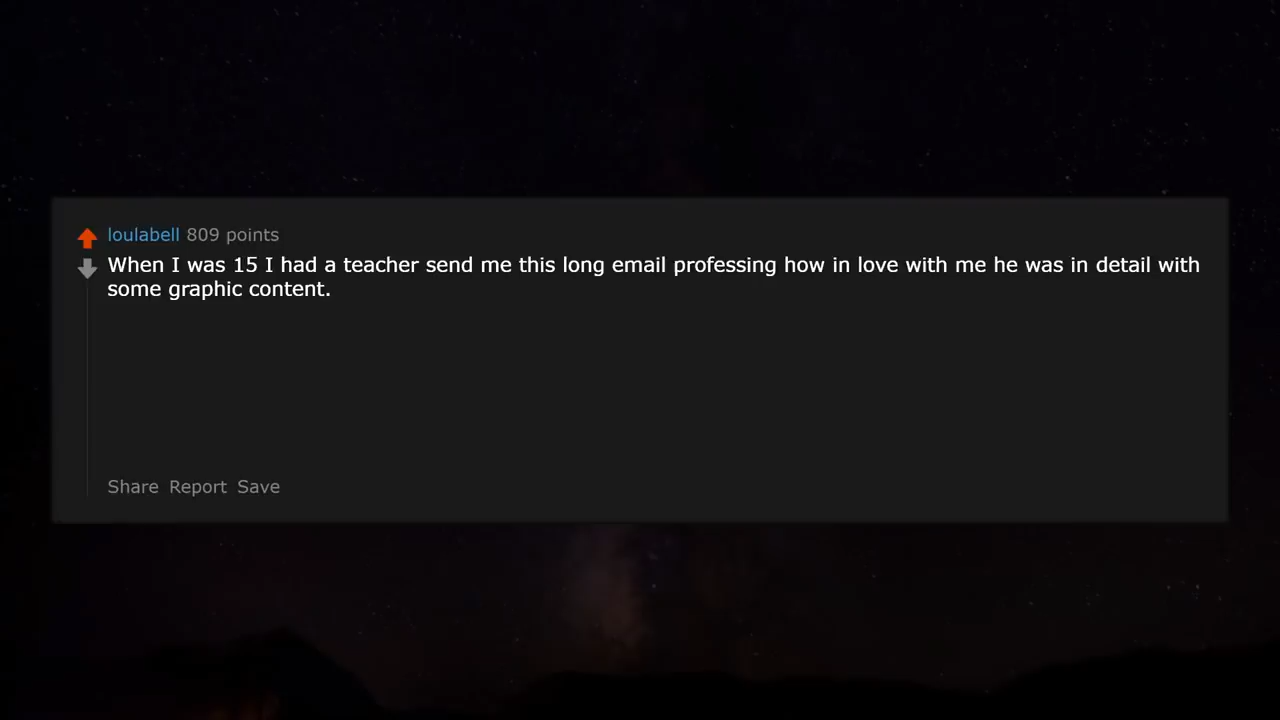 loulabell 809 points
When I was 15 I had a teacher send me this long email professing how in love with me he was in detail with
some graphic content.
Share Report Save